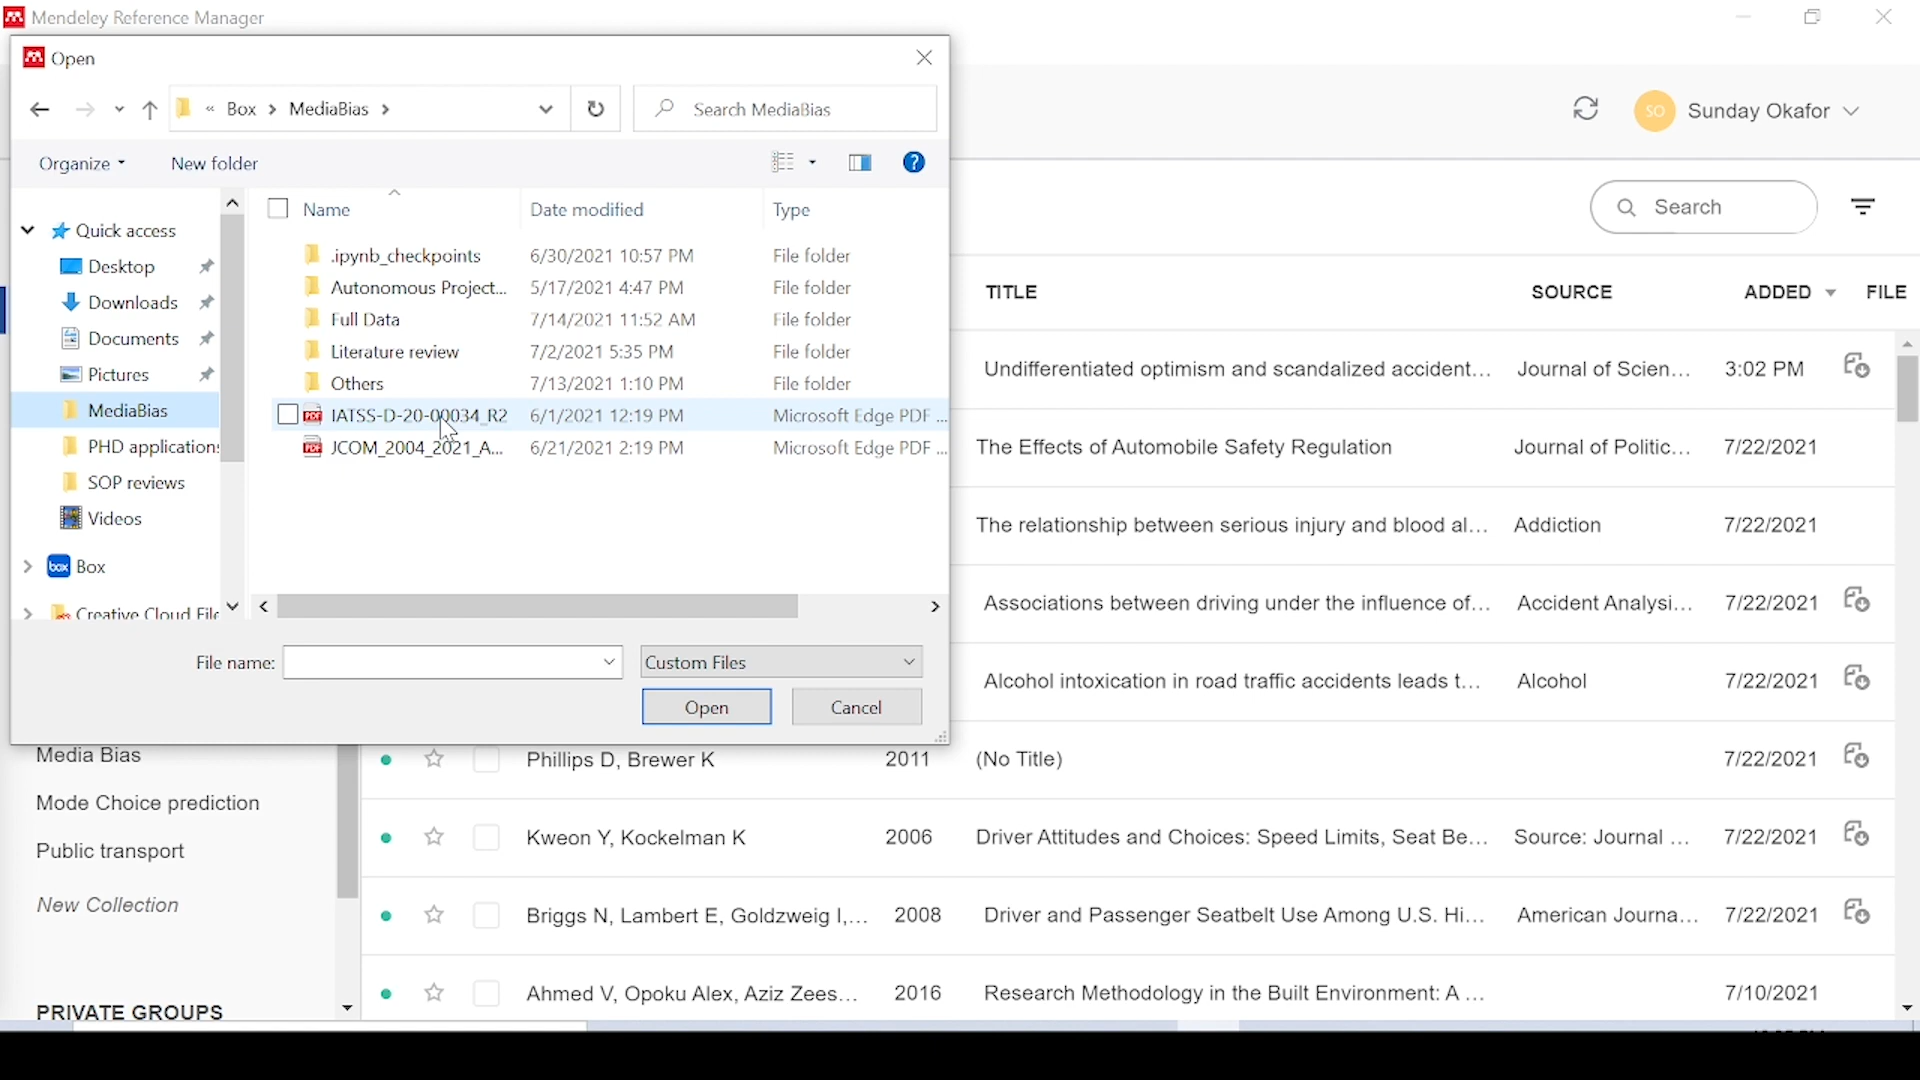 Mendeley Reference Manager
Open
« Box > MediaBias >
Search MediaBias
Organize
New folder
Name
Date modified
Type
Quick access
Desktop
Downloads
Documents
Pictures
MediaBias
PHD applications
SOP reviews
Videos
Box
Creative Cloud File
.ipynb_checkpoints 6/30/2021 10:57 PM File folder
Autonomous Project... 5/17/2021 4:47 PM File folder
Full Data 7/14/2021 11:52 AM File folder
Literature review 7/2/2021 5:35 PM File folder
Others 7/13/2021 1:10 PM File folder
IATSS-D-20-00034_R2 6/1/2021 12:19 PM Microsoft Edge PDF ...
JCOM_2004_2021_A... 6/21/2021 2:19 PM Microsoft Edge PDF ...
File name:
Custom Files
Open
Cancel
SO Sunday Okafor
Search
TITLE SOURCE ADDED FILE
Undifferentiated optimism and scandalized accident... Journal of Scien... 3:02 PM
The Effects of Automobile Safety Regulation Journal of Politic... 7/22/2021
The relationship between serious injury and blood al... Addiction 7/22/2021
Associations between driving under the influence of... Accident Analysi... 7/22/2021
Alcohol intoxication in road traffic accidents leads t... Alcohol 7/22/2021
Phillips D, Brewer K 2011 (No Title) 7/22/2021
Kweon Y, Kockelman K 2006 Driver Attitudes and Choices: Speed Limits, Seat Be... Source: Journal ... 7/22/2021
Briggs N, Lambert E, Goldzweig I,... 2008 Driver and Passenger Seatbelt Use Among U.S. Hi... American Journa... 7/22/2021
Ahmed V, Opoku Alex, Aziz Zees... 2016 Research Methodology in the Built Environment: A ... 7/10/2021
Media Bias
Mode Choice prediction
Public transport
New Collection
PRIVATE GROUPS